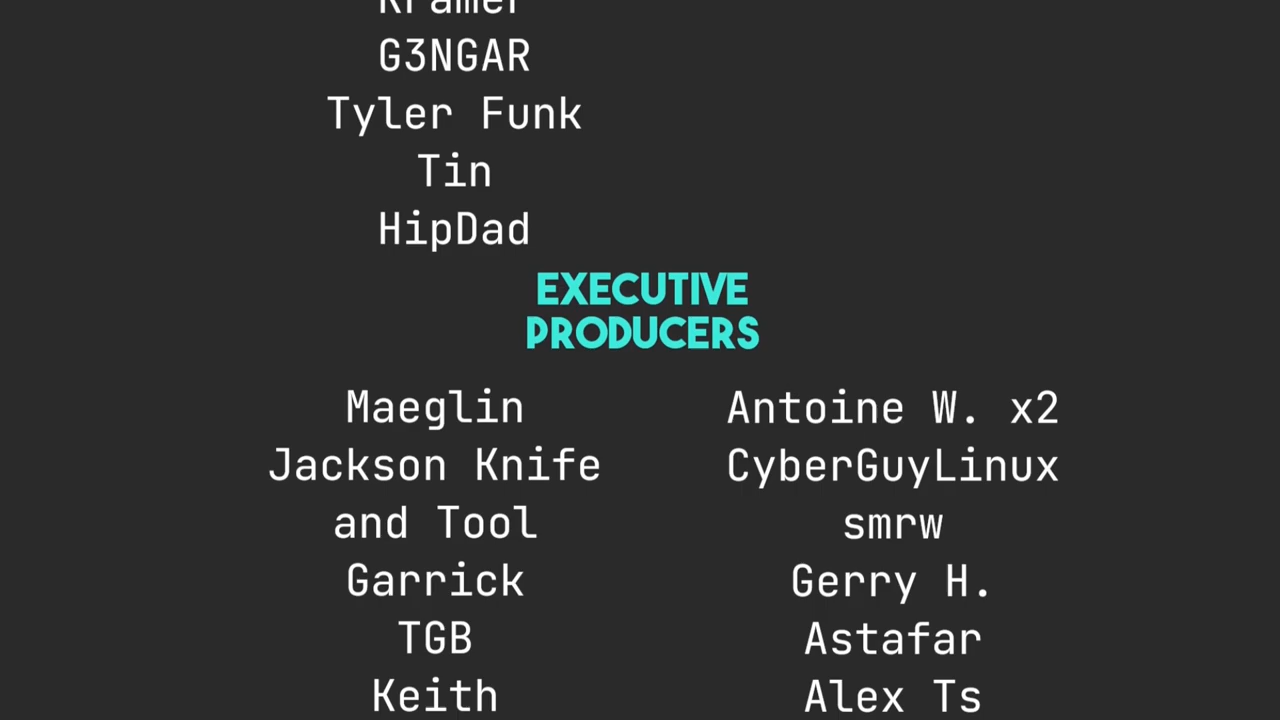 Kramer
G3NGAR
Tyler Funk
Tin
HipDad
EXECUTIVE
PRODUCERS
Maeglin
Jackson Knife
and Tool
Garrick
TGB
Keith
Antoine W. x2
CyberGuyLinux
smrw
Gerry H.
Astafar
Alex Ts